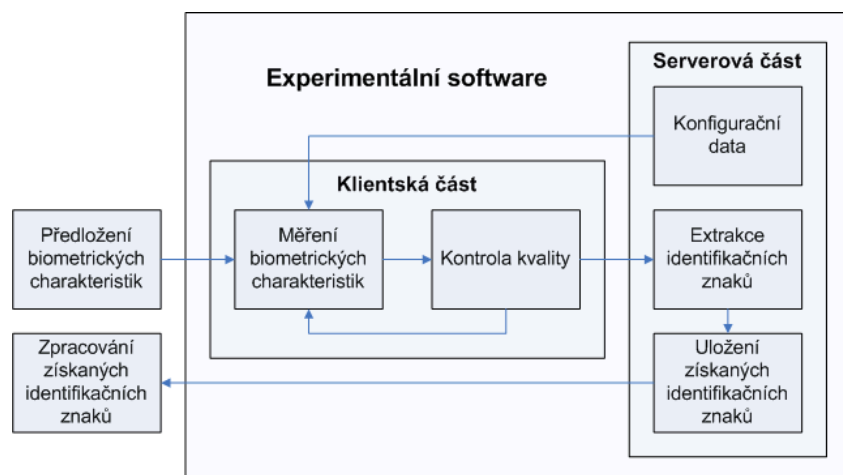 Experimentální software
Serverová část
Konfigurační
data
Klientská část
Předložení
biometrických
charakteristik
Měření
biometrických
charakteristik
Kontrola kvality
Extrakce
identifikačních
znaků
Zpracování
získaných
identifikačních
znaků
Uložení
získaných
identifikačních
znaků